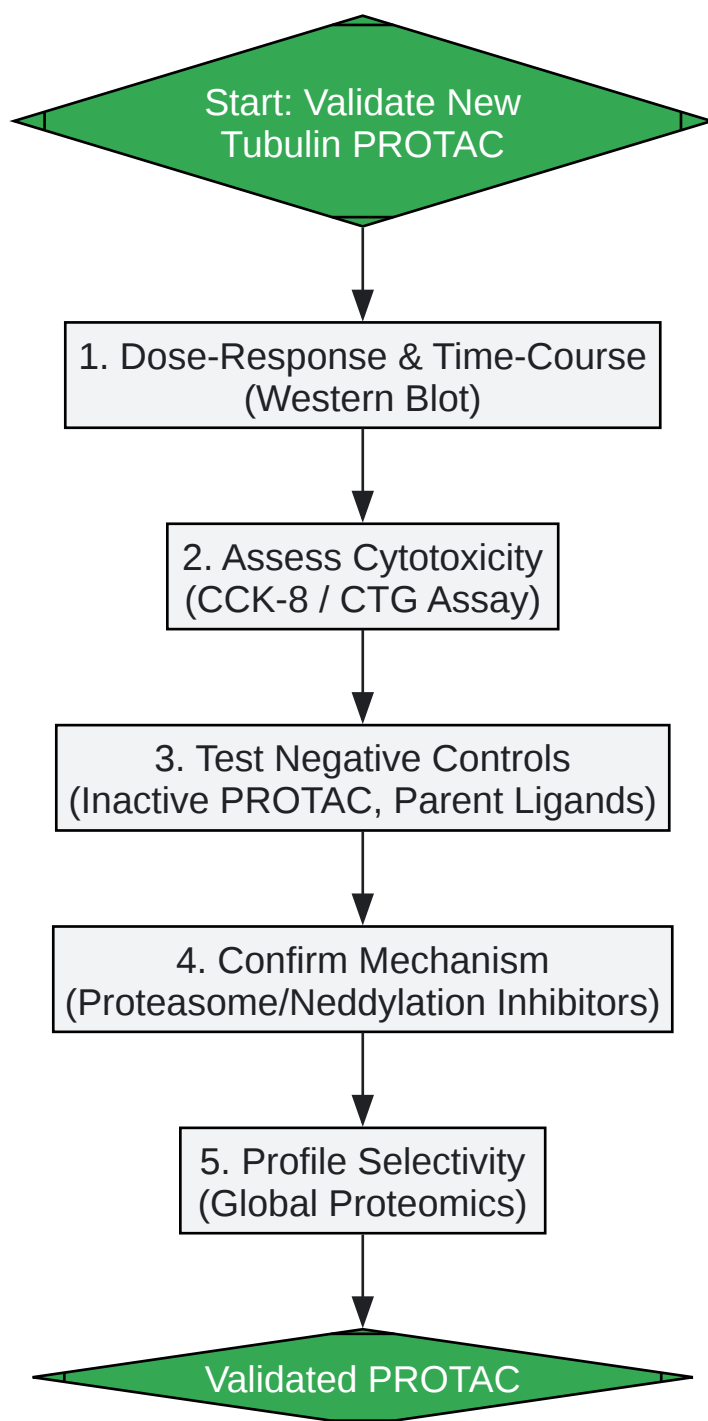 Start: Validate New
Tubulin PROTAC
1. Dose-Response & Time-Course
(Western Blot)
2. Assess Cytotoxicity
(CCK-8 / CTG Assay)
3. Test Negative Controls
(Inactive PROTAC, Parent Ligands)
4. Confirm Mechanism
(Proteasome/Neddylation Inhibitors)
5. Profile Selectivity
(Global Proteomics)
Validated PROTAC